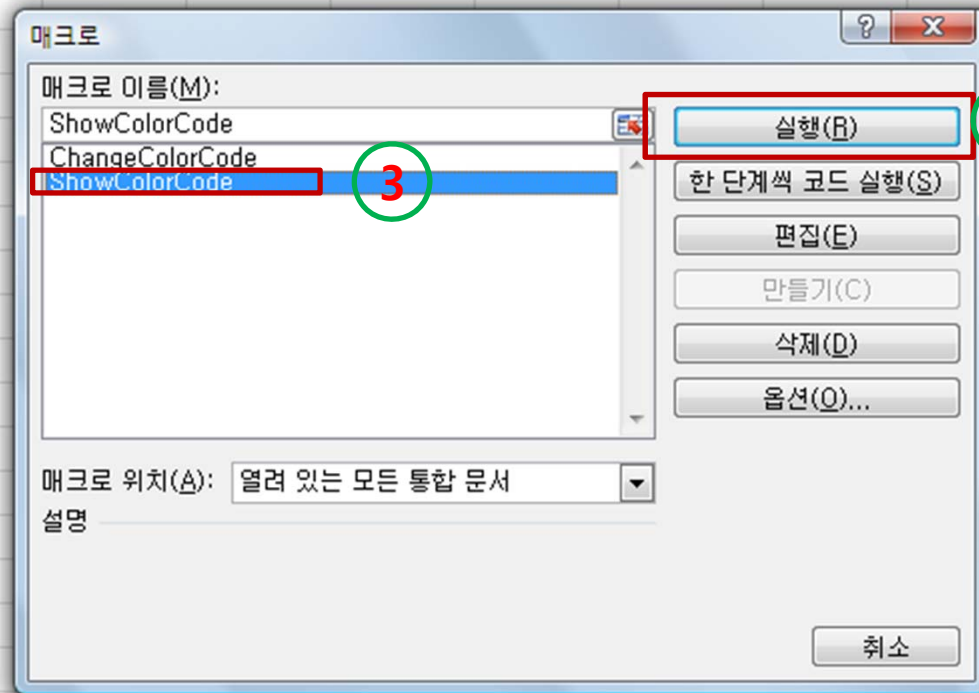 매크로
매크로 이름(M):
ShowColorCode
실행(R)
ChangeColorCode
ShowColorCode
3
한 단계씩 코드 실행(S)
편집(E)
만들기(C)
삭제(D)
옵션(O)...
매크로 위치(A): 열려 있는 모든 통합 문서
설명
취소